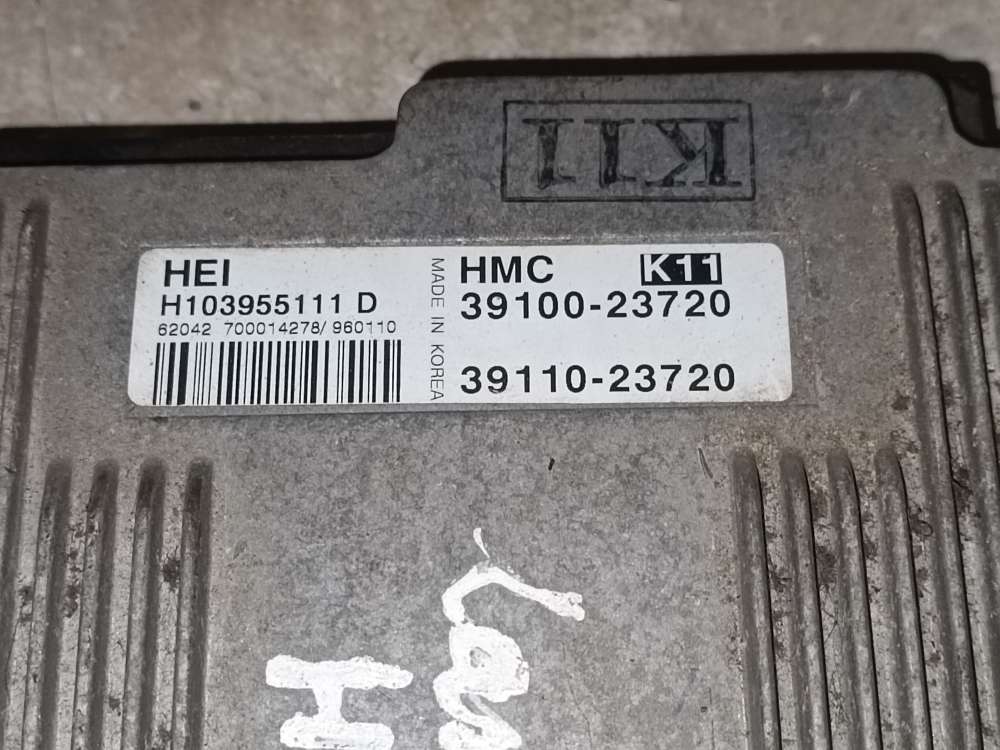 K11
HEI
H103955111 D
62042 700014278/ 960110
MADE IN KOREA
HMC K11
39100-23720
39110-23720
H